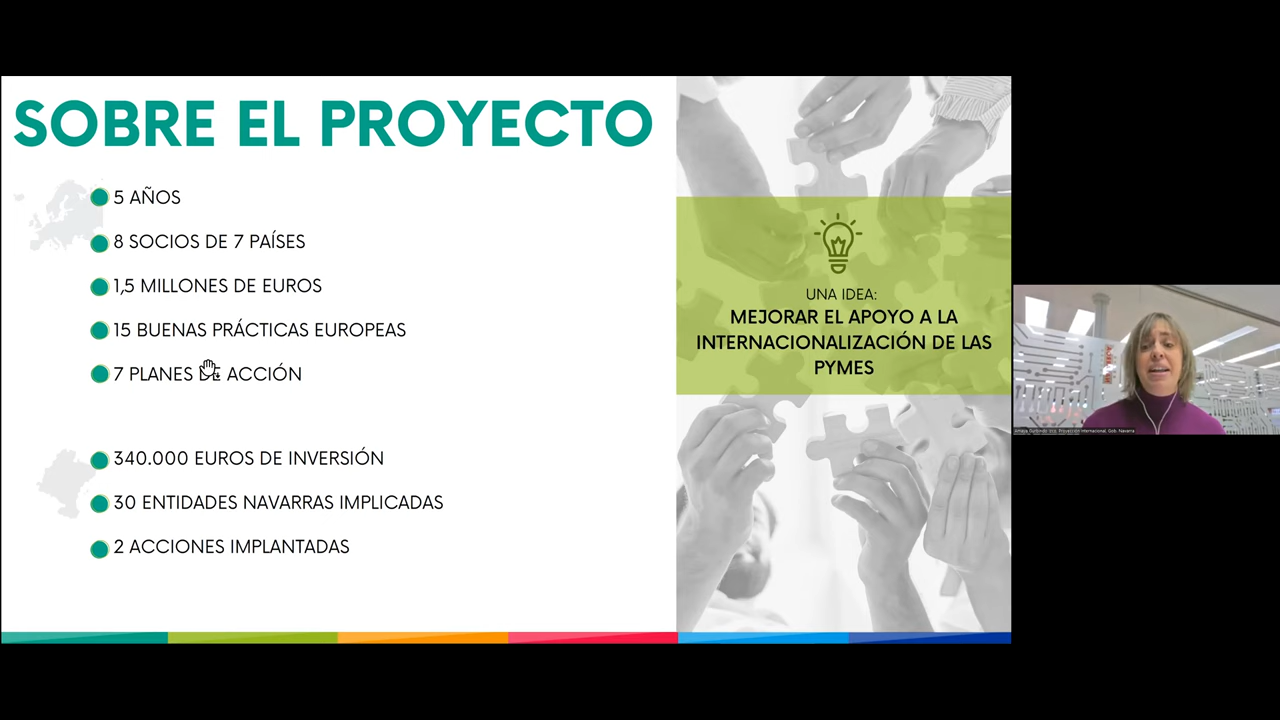 SOBRE EL PROYECTO
5 AÑOS
8 SOCIOS DE 7 PAÍSES
1,5 MILLONES DE EUROS
15 BUENAS PRÁCTICAS EUROPEAS
7 PLANES DE ACCIÓN
340.000 EUROS DE INVERSIÓN
30 ENTIDADES NAVARRAS IMPLICADAS
2 ACCIONES IMPLANTADAS
UNA IDEA:
MEJORAR EL APOYO A LA
INTERNACIONALIZACIÓN DE LAS
PYMES